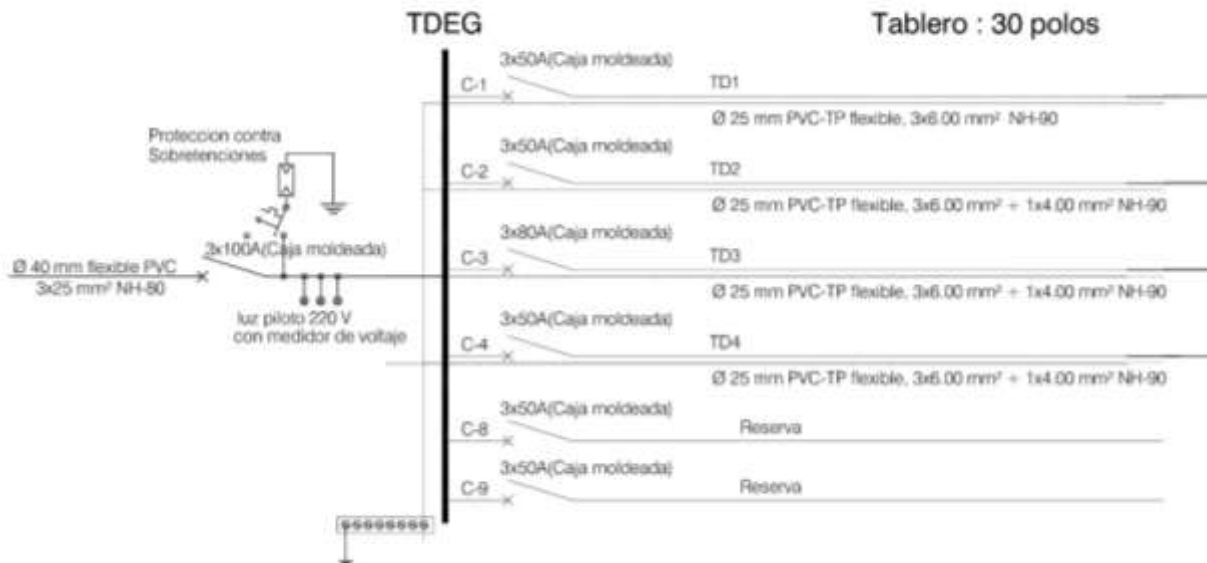 TDEG
Tablero : 30 polos
3x50A(Caja moldeada)
C-1
TD1
Ø 25 mm PVC-TP flexible, 3x6.00 mm² NH-90
Proteccion contra
Sobretenciones
3x50A(Caja moldeada)
C-2
TD2
Ø 25 mm PVC-TP flexible, 3x6.00 mm² + 1x4.00 mm² NH-90
3x100A(Caja moldeada)
3x80A(Caja moldeada)
C-3
TD3
Ø 40 mm flexible PVC
3x25 mm² NH-80
Ø 25 mm PVC-TP flexible, 3x6.00 mm² + 1x4.00 mm² NH-90
luz piloto 220 V
con medidor de voltaje
3x50A(Caja moldeada)
C-4
TD4
Ø 25 mm PVC-TP flexible, 3x6.00 mm² + 1x4.00 mm² NH-90
3x50A(Caja moldeada)
C-8
Reserva
3x50A(Caja moldeada)
C-9
Reserva